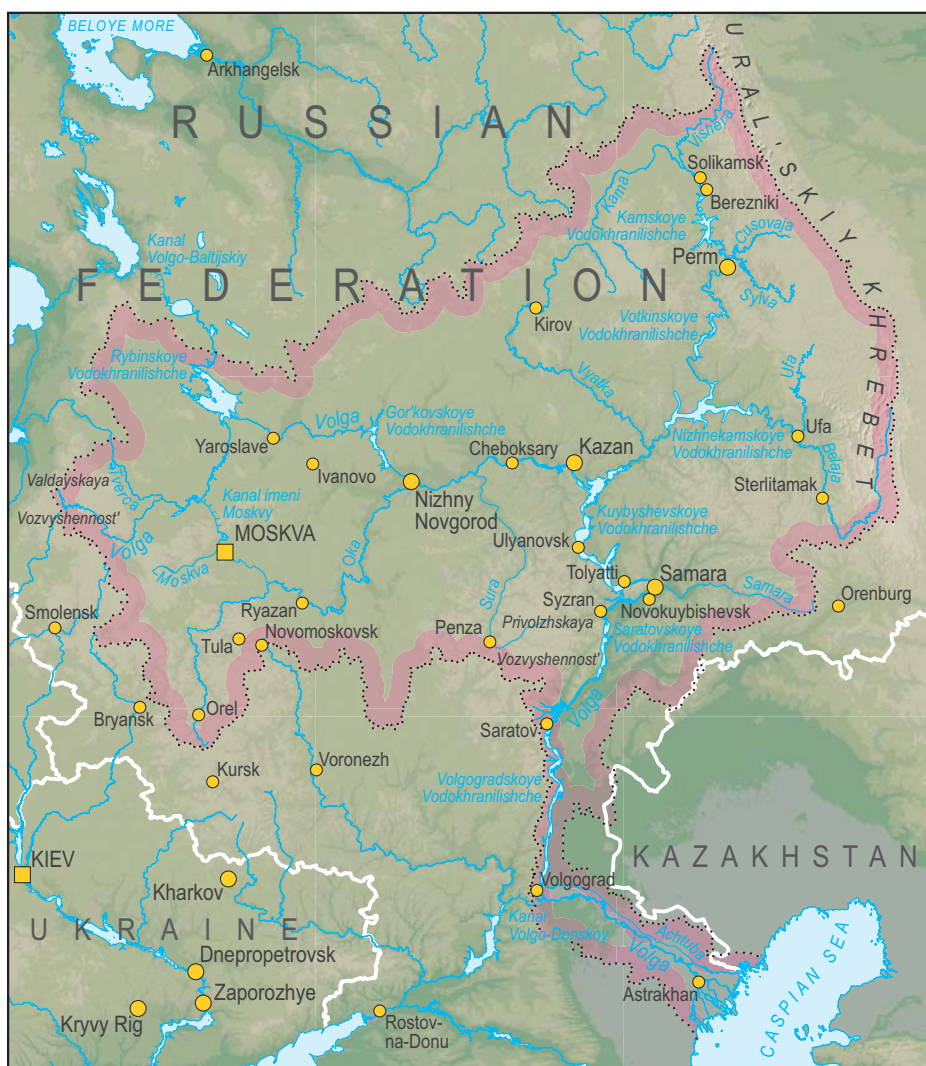 BELOYE MORE
Arkhangelsk
URAL'SKIY KHREBET
RUSSIAN
Vishera
Solikamsk
Berezniki
Kama
Kamskoye
Vodokhranilishche
Cusovaja
Kanal
Volgo-Baltijskiy
Perm
FEDERATION
Sylva
Kirov
Votkinskoye
Vodokhranilishche
Rybinskoye
Vodokhranilishche
Vyatka
Ufa
Volga
Gor'kovskoye
Vodokhranilishche
Yaroslave
Cheboksary
Kazan
Nizhnekamskoye
Vodokhranilishche
Ufa
Ivanovo
Belaja
Valdayskaya
Tverca
Nizhny
Novgorod
Sterlitamak
Kanal imeni
Moskvy
Vozvyshennost'
Kuybyshevskoye
Vodokhranilishche
MOSKVA
Volga
Oka
Ulyanovsk
Moskva
Tolyatti
Samara
Samara
Orenburg
Sura
Smolensk
Ryazan
Syzran
Novokuybishevsk
Privolzhskaya
Tula
Novomoskovsk
Penza
Saratovskoye
Vodokhranilishche
Vozvyshennost'
Bryansk
Orel
Volga
Saratov
Kursk
Voronezh
Volgogradskoye
Vodokhranilishche
KIEV
KAZAKHSTAN
Kharkov
Volgograd
UKRAINE
Kanal
Volgo-Donskoy
Achtuba
Volga
Dnepropetrovsk
Astrakhan
CASPIAN SEA
Zaporozhye
Kryvy Rig
Rostov-
na-Donu